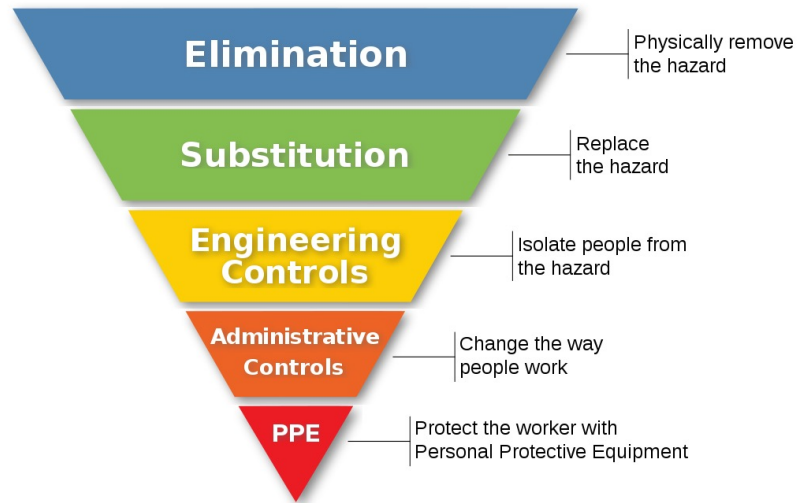 Elimination
Physically remove
the hazard
Substitution
Replace
the hazard
Engineering
Controls
Isolate people from
the hazard
Administrative
Controls
Change the way
people work
PPE
Protect the worker with
Personal Protective Equipment